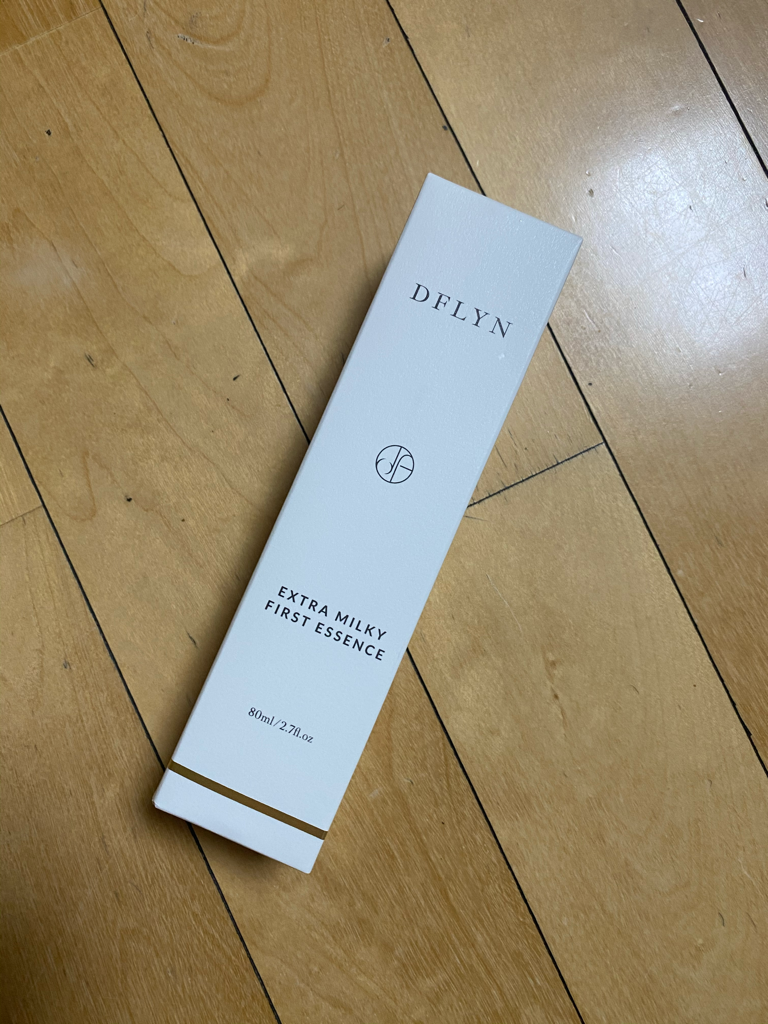 DFLYN
EXTRA MILKY
FIRST ESSENCE
80ml/2.7fl.oz